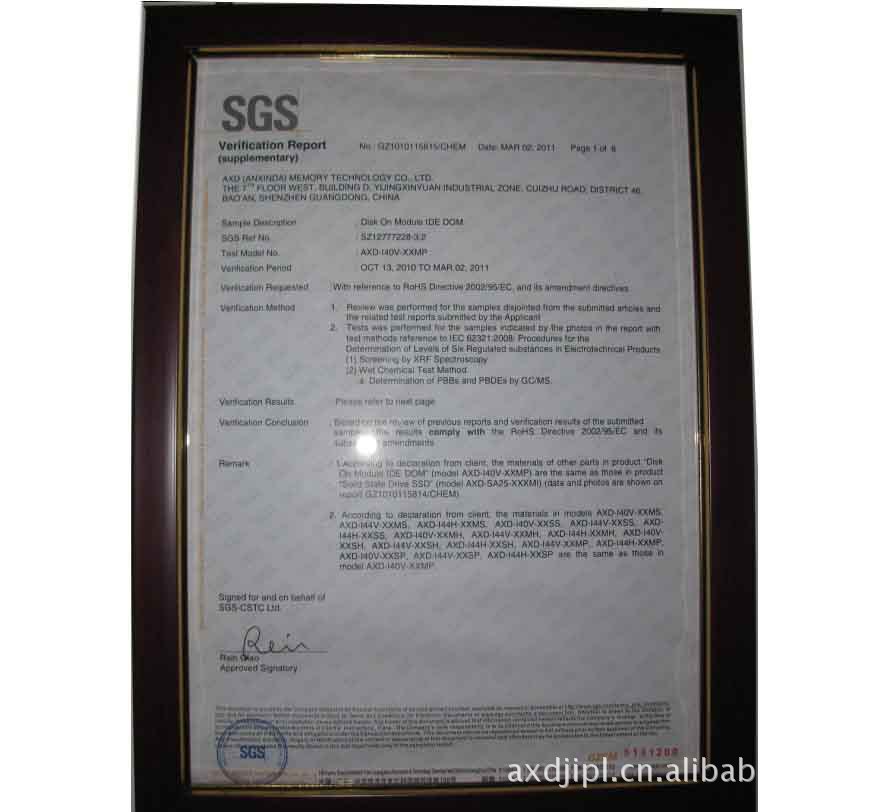 SGS
Verification Report No.: GZ1010115815/CHEM Date: MAR 02, 2011 Page 1 of 6
(supplementary)
AXD (ANXINDA) MEMORY TECHNOLOGY CO., LTD.
THE 7TH FLOOR WEST, BUILDING D, YUJINGXINYUAN INDUSTRIAL ZONE, CUIZHU ROAD, DISTRICT 46,
BAO'AN, SHENZHEN GUANGDONG, CHINA
Sample Description : Disk On Module IDE DOM
SGS Ref No. : SZ12777228-3.2
Test Model No. : AXD-I40V-XXMP
Verification Period : OCT 13, 2010 TO MAR.02, 2011
Verification Requested : With reference to RoHS Directive 2002/95/EC, and its amendment directives
Verification Method : 1. Review was performed for the samples disjointed from the submitted articles and
the related test reports submitted by the Applicant
2. Tests was performed for the samples indicated by the photos in the report with
test methods reference to IEC 62321:2008: Procedures for the
Determination of Levels of Six Regulated substances in Electrotechnical Products
(1) Screening by XRF Spectroscopy
(2) Wet Chemical Test Method
a. Determination of PBBs and PBDEs by GC/MS.
Verification Results : Please refer to next page
Verification Conclusion : Based on the review of previous reports and verification results of the submitted
the results comply with the RoHS Directive 2002/95/EC and its
amendments
Remark : 1.According to declaration from client, the materials of other parts in product "Disk
On Module IDE DOM" (model AXD-I40V-XXMP) are the same as those in product
"Solid State Drive SSD" (model AXD-SA25-XXXMI) (data and photos are shown on
report GZ1010115814/CHEM)
2. According to declaration from client, the materials in models AXD-I40V-XXMS,
AXD-I44V-XXMS, AXD-I44H-XXMS, AXD-I40V-XXSS, AXD-I44V-XXSS, AXD-
I44H-XXSS, AXD-I40V-XXMH, AXD-I44V-XXMH, AXD-I44H-XXMH, AXD-I40V-
XXSH, AXD-I44V-XXSH, AXD-I44H-XXSH, AXD-I44V-XXMP, AXD-I44H-XXMP,
AXD-I40V-XXSP, AXD-I44V-XXSP, AXD-I44H-XXSP are the same as those in
model AXD-I40V-XXMP
Signed for and on behalf of
SGS-CSTC Ltd.
Rein
Rein Qiao
Approved Signatory
SGS
axdjipl.cn.alibab